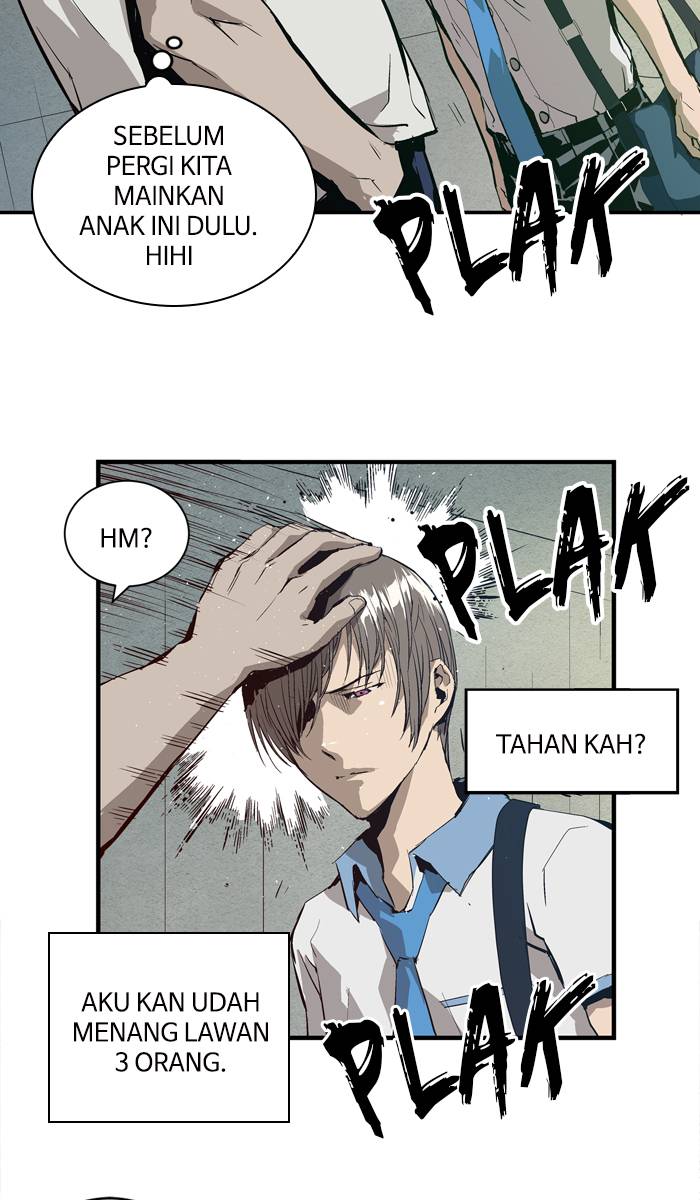 SEBELUM
PERGI KITA
MAINKAN
ANAK INI DULU.
HIHI
PLAK
HM?
PLAK
TAHAN KAH?
AKU KAN UDAH
MENANG LAWAN
3 ORANG.
PLAK